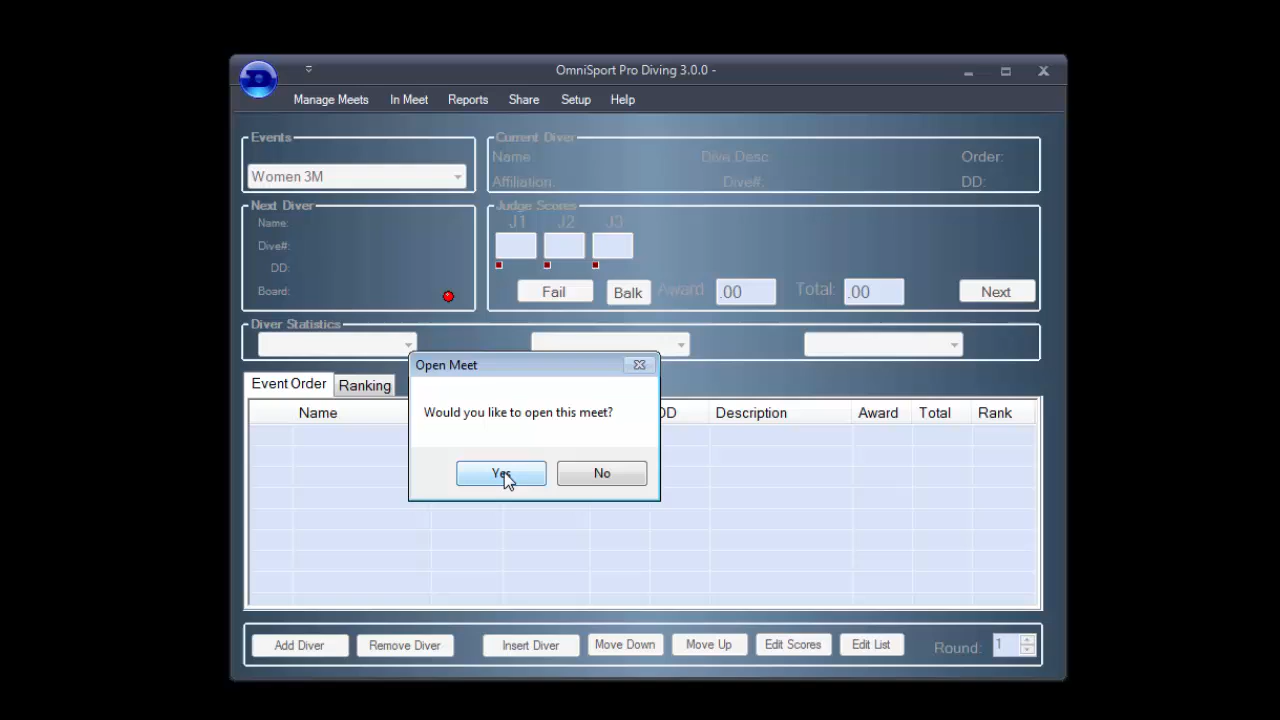 OmniSport Pro Diving 3.0.0 -
Manage Meets In Meet Reports Share Setup Help
Events
Women 3M
Current Diver
Name: Dive Desc: Order:
Affiliation: Dive#: DD:
Next Diver
Name:
Dive#:
DD:
Board:
Judge Scores
J1 J2 J3
Fail Balk Award .00 Total: .00 Next
Diver Statistics
Open Meet
Would you like to open this meet?
Yes No
Event Order Ranking
Name DD Description Award Total Rank
Add Diver Remove Diver Insert Diver Move Down Move Up Edit Scores Edit List Round: 1